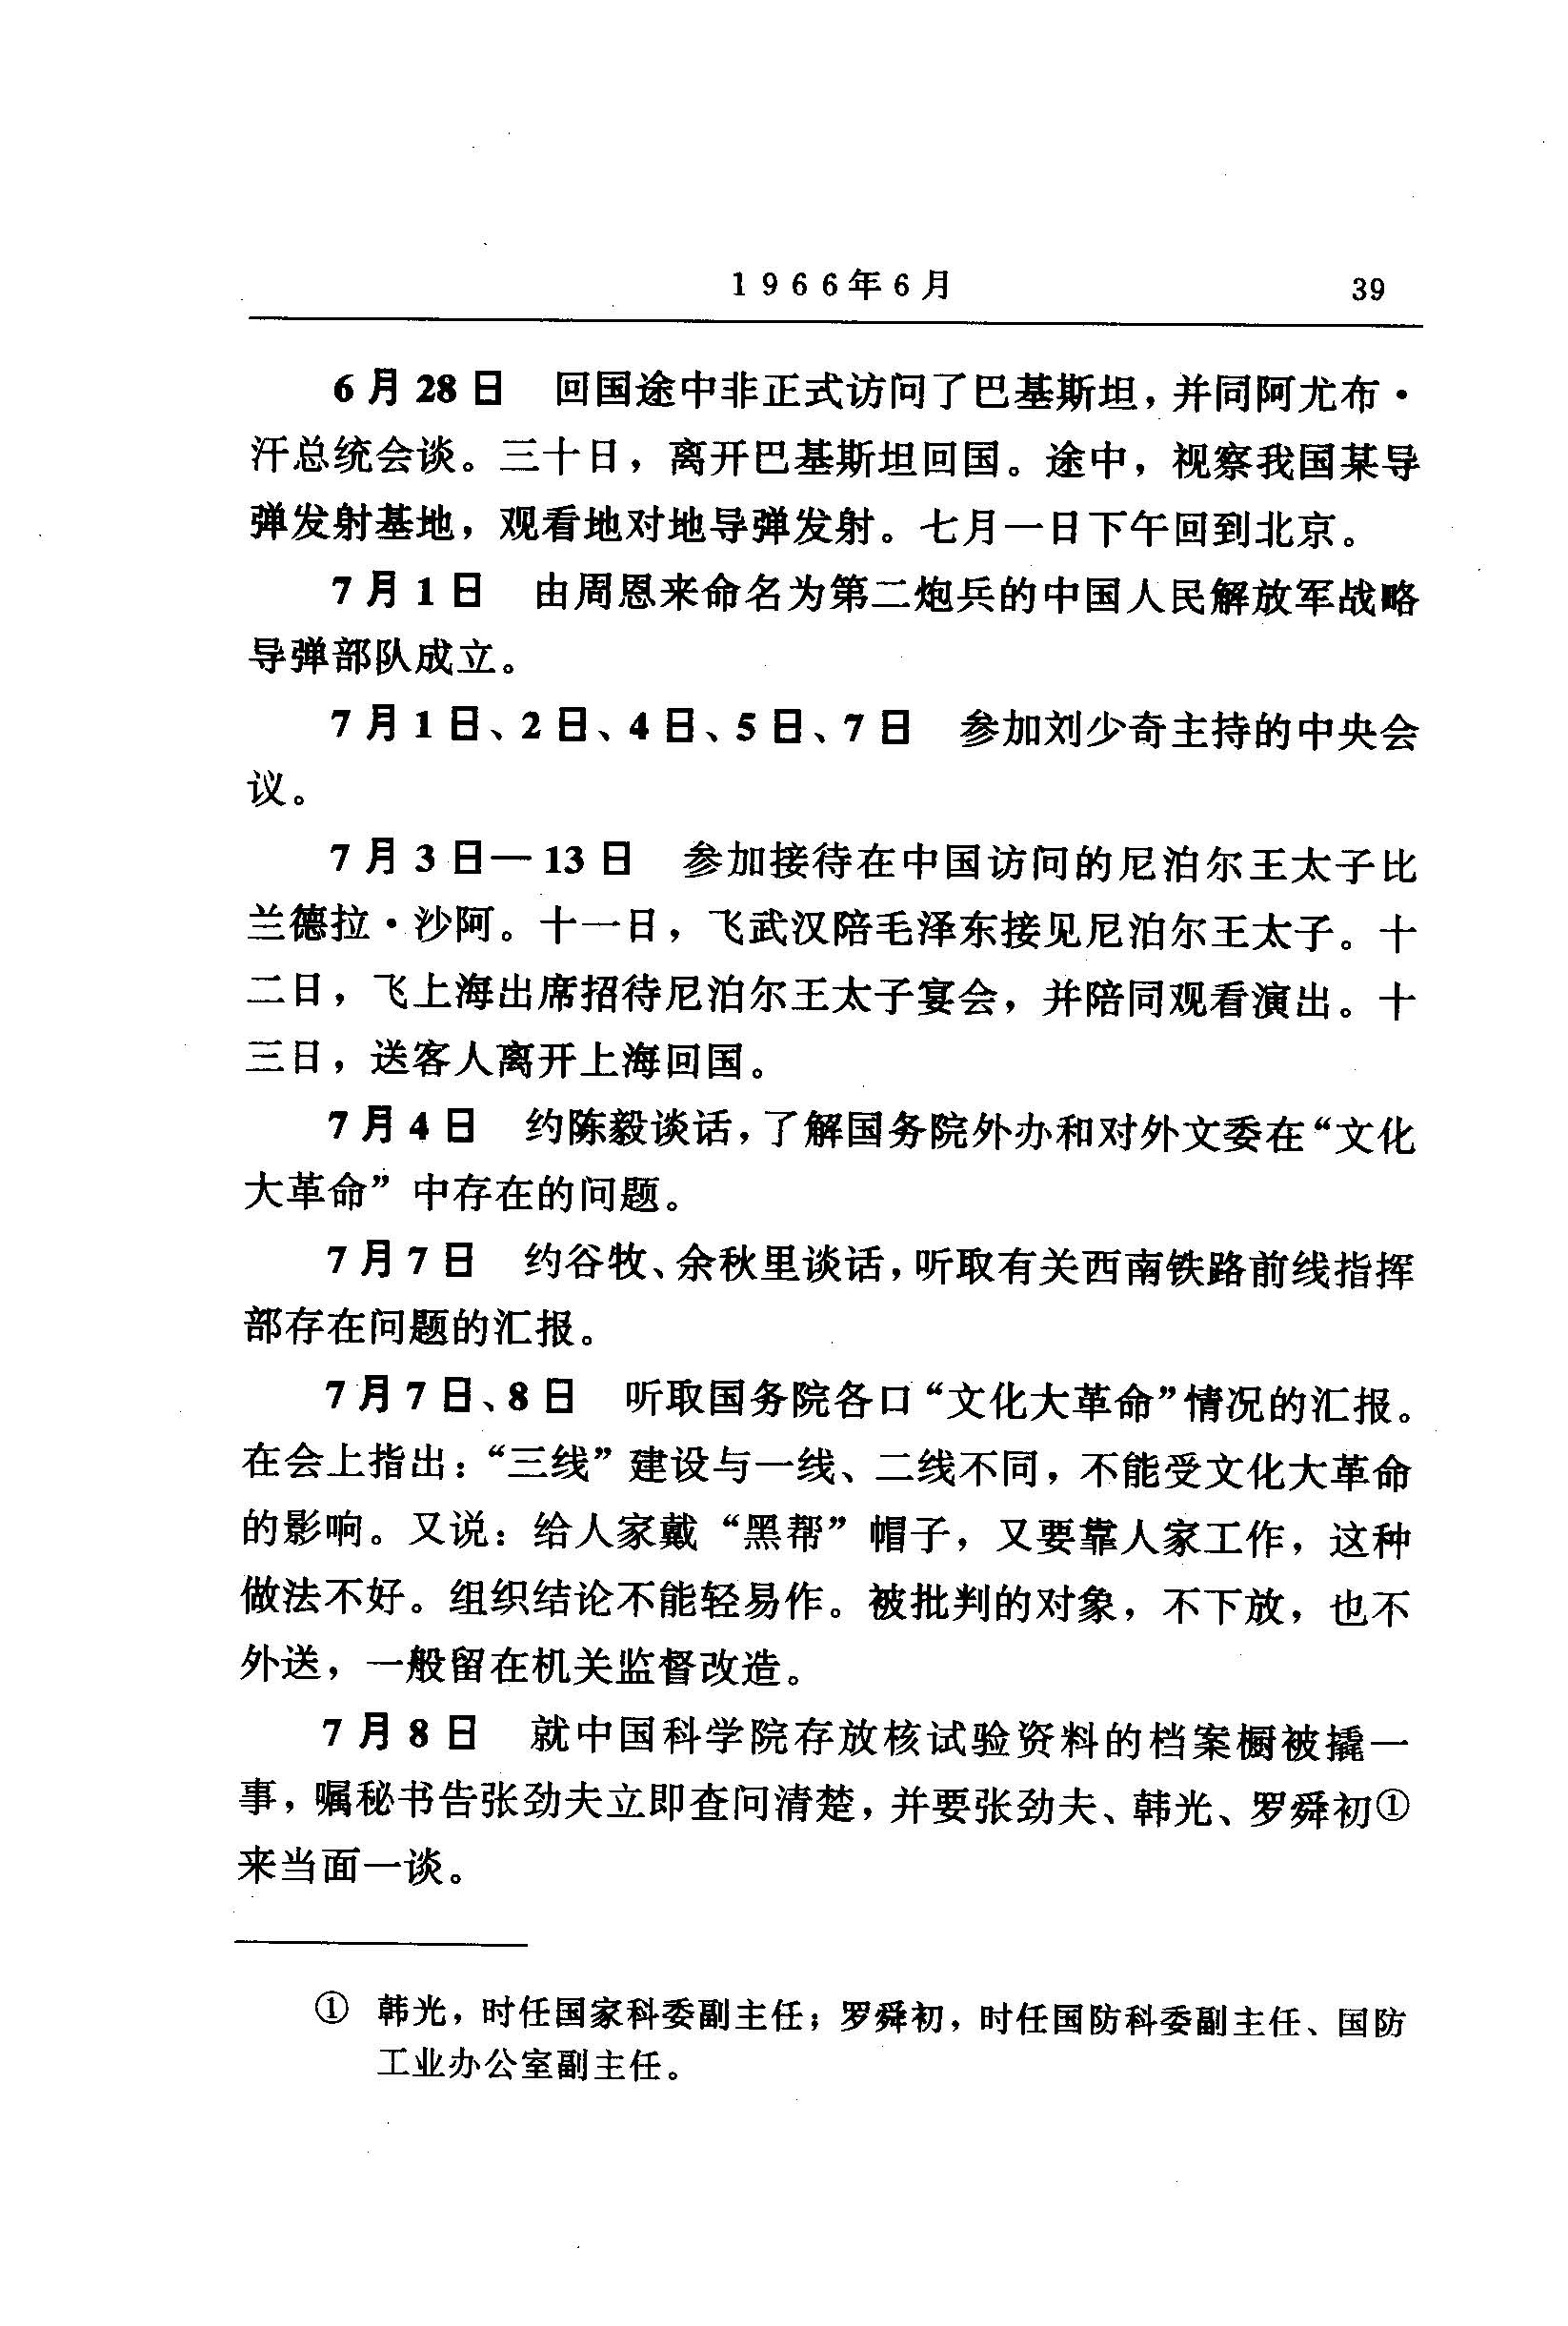 1966年6月 39
6月28日 回国途中非正式访问了巴基斯坦，并同阿尤布·
汗总统会谈。三十日，离开巴基斯坦回国。途中，视察我国某导
弹发射基地，观看地对地导弹发射。七月一日下午回到北京。
7月1日 由周恩来命名为第二炮兵的中国人民解放军战略
导弹部队成立。
7月1日、2日、4日、5日、7日 参加刘少奇主持的中央会
议。
7月3日—13日 参加接待在中国访问的尼泊尔王太子比
兰德拉·沙阿。十一日，飞武汉陪毛泽东接见尼泊尔王太子。十
二日，飞上海出席招待尼泊尔王太子宴会，并陪同观看演出。十
三日，送客人离开上海回国。
7月4日 约陈毅谈话，了解国务院外办和对外文委在“文化
大革命”中存在的问题。
7月7日 约谷牧、余秋里谈话，听取有关西南铁路前线指挥
部存在问题的汇报。
7月7日、8日 听取国务院各口“文化大革命”情况的汇报。
在会上指出：“三线”建设与一线、二线不同，不能受文化大革命
的影响。又说：给人家戴“黑帮”帽子，又要靠人家工作，这种
做法不好。组织结论不能轻易作。被批判的对象，不下放，也不
外送，一般留在机关监督改造。
7月8日 就中国科学院存放核试验资料的档案橱被撬一
事，嘱秘书告张劲夫立即查问清楚，并要张劲夫、韩光、罗舜初①
来当面一谈。
① 韩光，时任国家科委副主任；罗舜初，时任国防科委副主任、国防
工业办公室副主任。